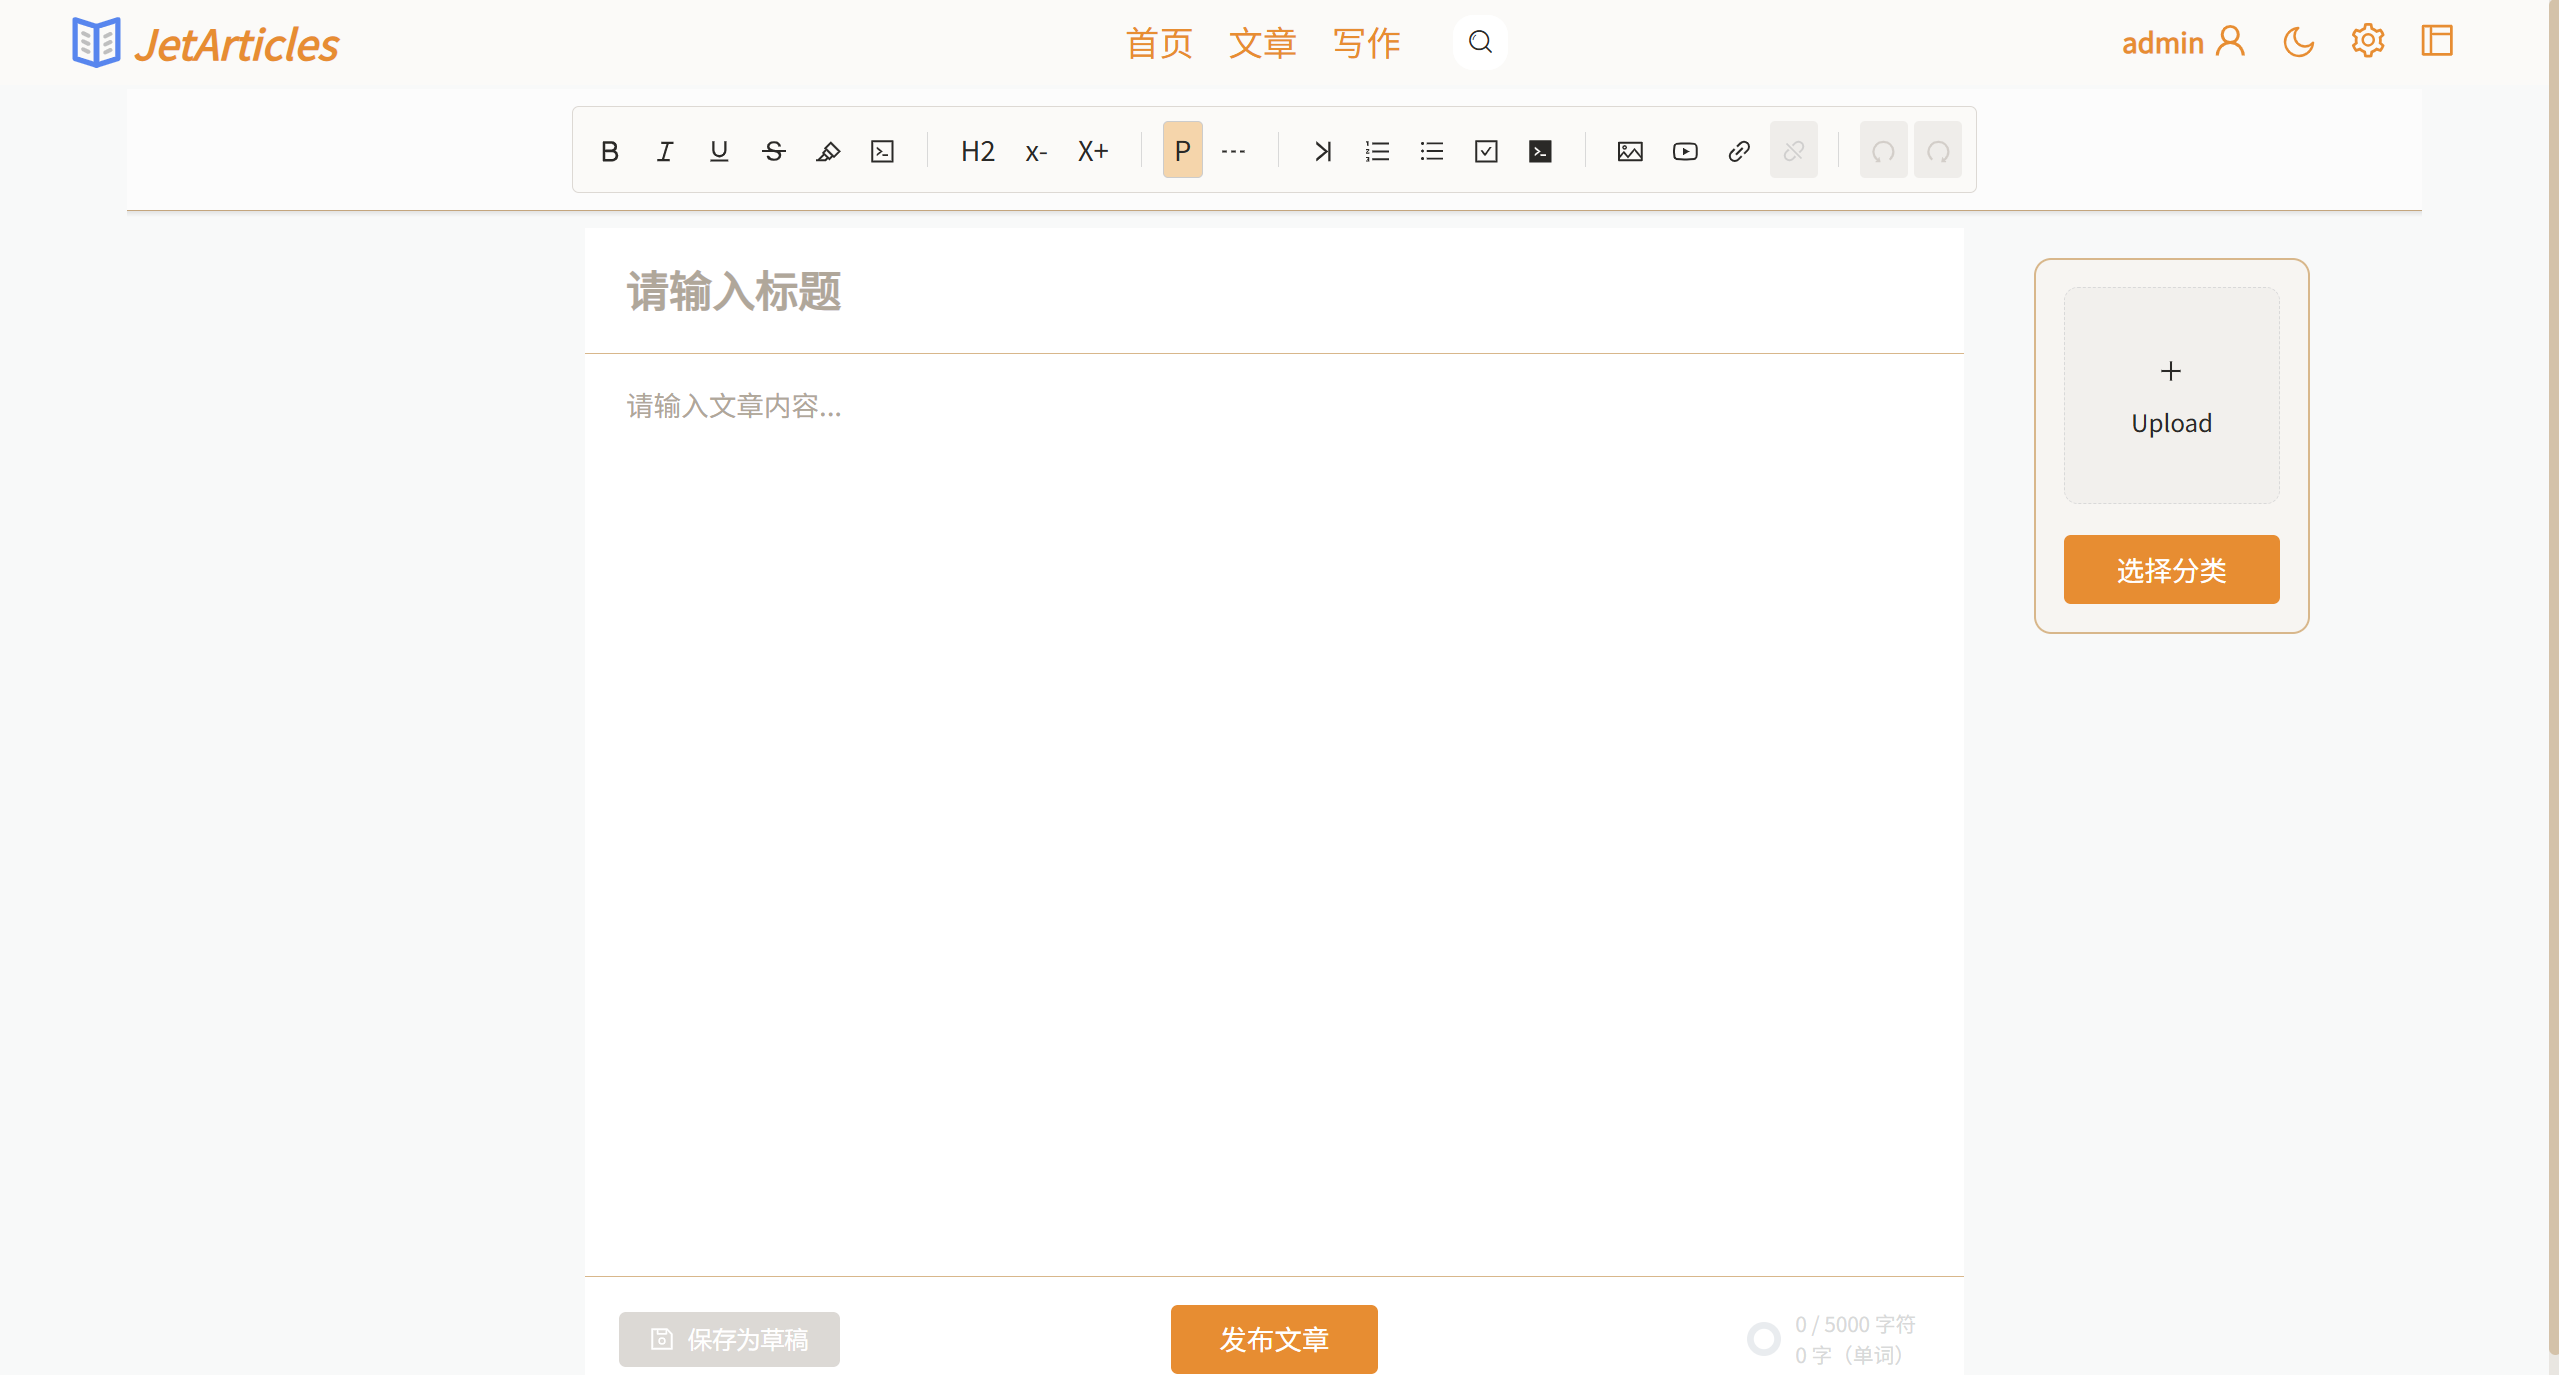 JetArticles 首页 文章 写作 admin
B I U S H2 x- X+ P ---
请输入标题
请输入文章内容...
Upload
选择分类
保存为草稿 发布文章
0 / 5000 字符
0 字（单词）